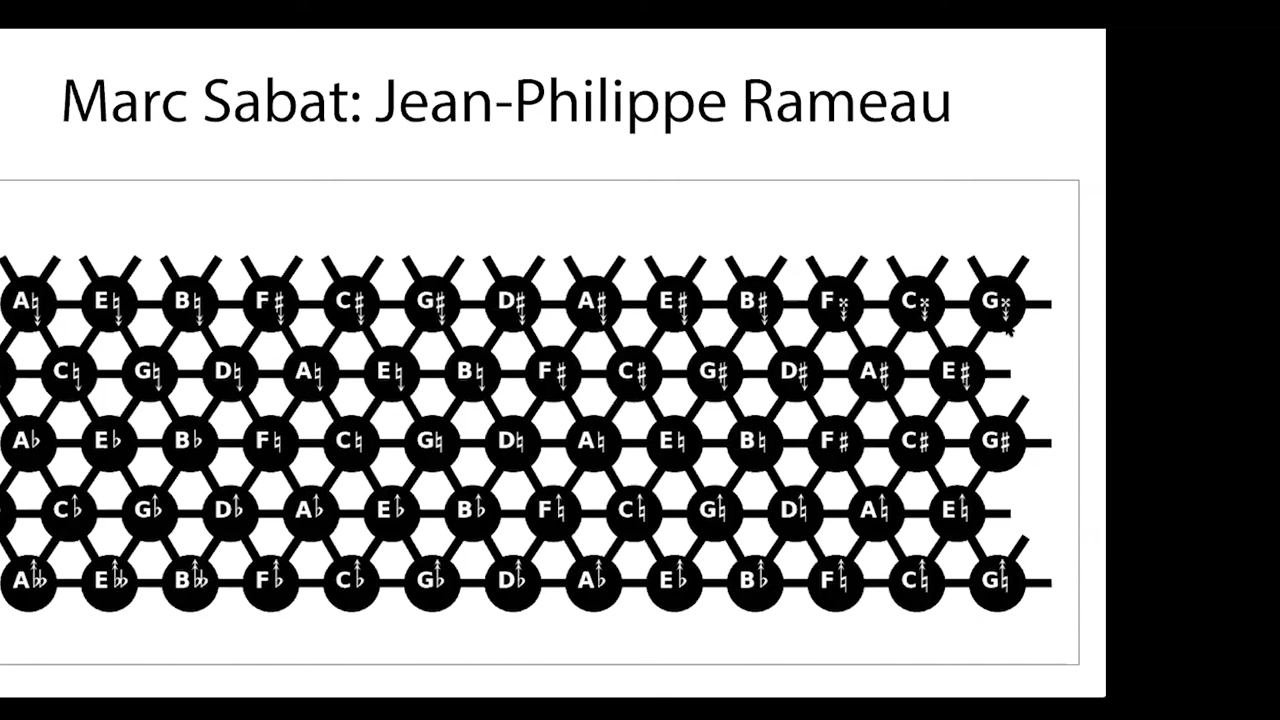 Marc Sabat: Jean-Philippe Rameau
A♮ E♮ B♮ F♯ C♯ G♯ D♯ A♯ E♯ B♯ F𝄪 C𝄪 G𝄪
C♮ G♮ D♮ A♮ E♮ B♮ F♯ C♯ G♯ D♯ A♯ E♯
A♭ E♭ B♭ F♮ C♮ G♮ D♮ A♮ E♮ B♮ F♯ C♯ G♯
C♭ G♭ D♭ A♭ E♭ B♭ F♮ C♮ G♮ D♮ A♮ E♮
A𝄫 E𝄫 B𝄫 F♭ C♭ G♭ D♭ A♭ E♭ B♭ F♮ C♮ G♮